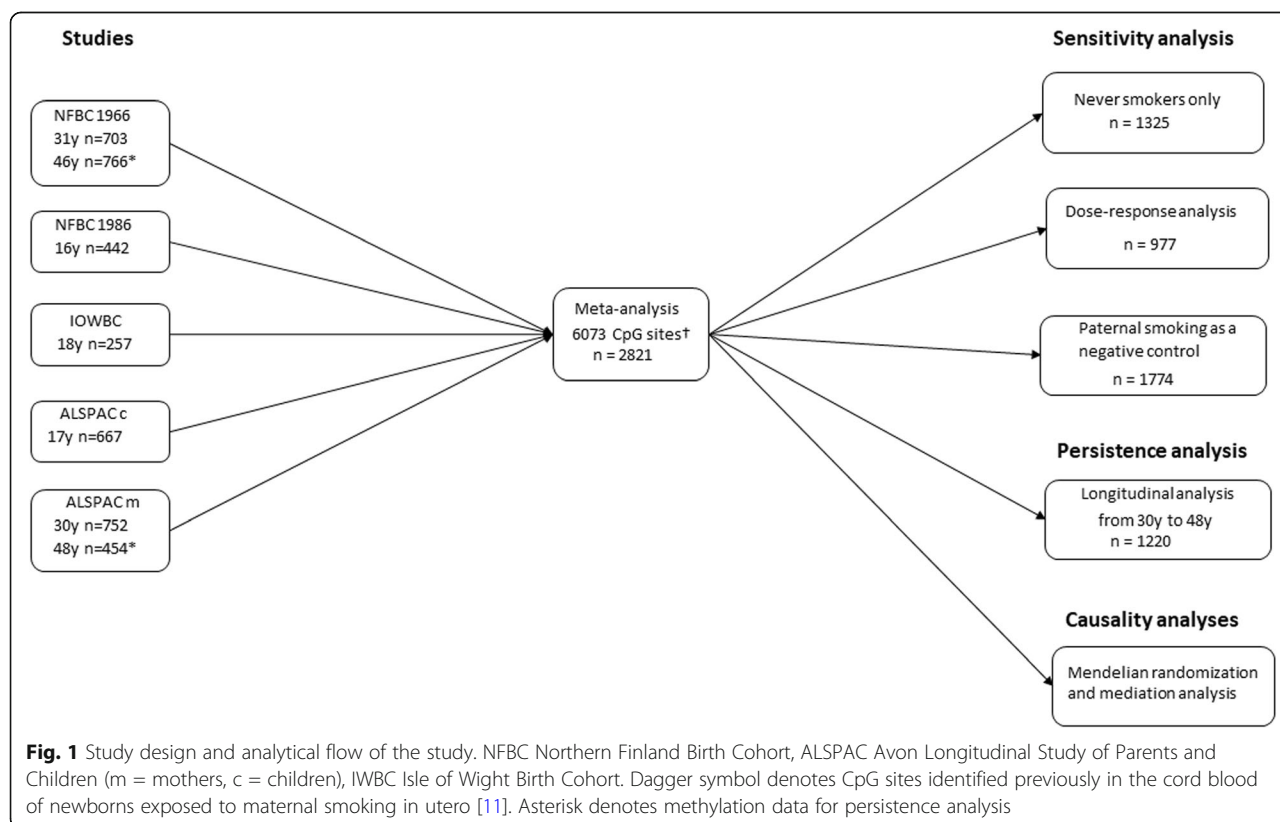 Studies
NFBC 1966
31y n=703
46y n=766*
NFBC 1986
16y n=442
IOWBC
18y n=257
ALSPAC c
17y n=667
ALSPAC m
30y n=752
48y n=454*
Meta-analysis
6073 CpG sites†
n = 2821
Sensitivity analysis
Never smokers only
n = 1325
Dose-response analysis
n = 977
Paternal smoking as a
negative control
n = 1774
Persistence analysis
Longitudinal analysis
from 30y to 48y
n = 1220
Causality analyses
Mendelian randomization
and mediation analysis
Fig. 1 Study design and analytical flow of the study. NFBC Northern Finland Birth Cohort, ALSPAC Avon Longitudinal Study of Parents and
Children (m = mothers, c = children), IWBC Isle of Wight Birth Cohort. Dagger symbol denotes CpG sites identified previously in the cord blood
of newborns exposed to maternal smoking in utero [11]. Asterisk denotes methylation data for persistence analysis